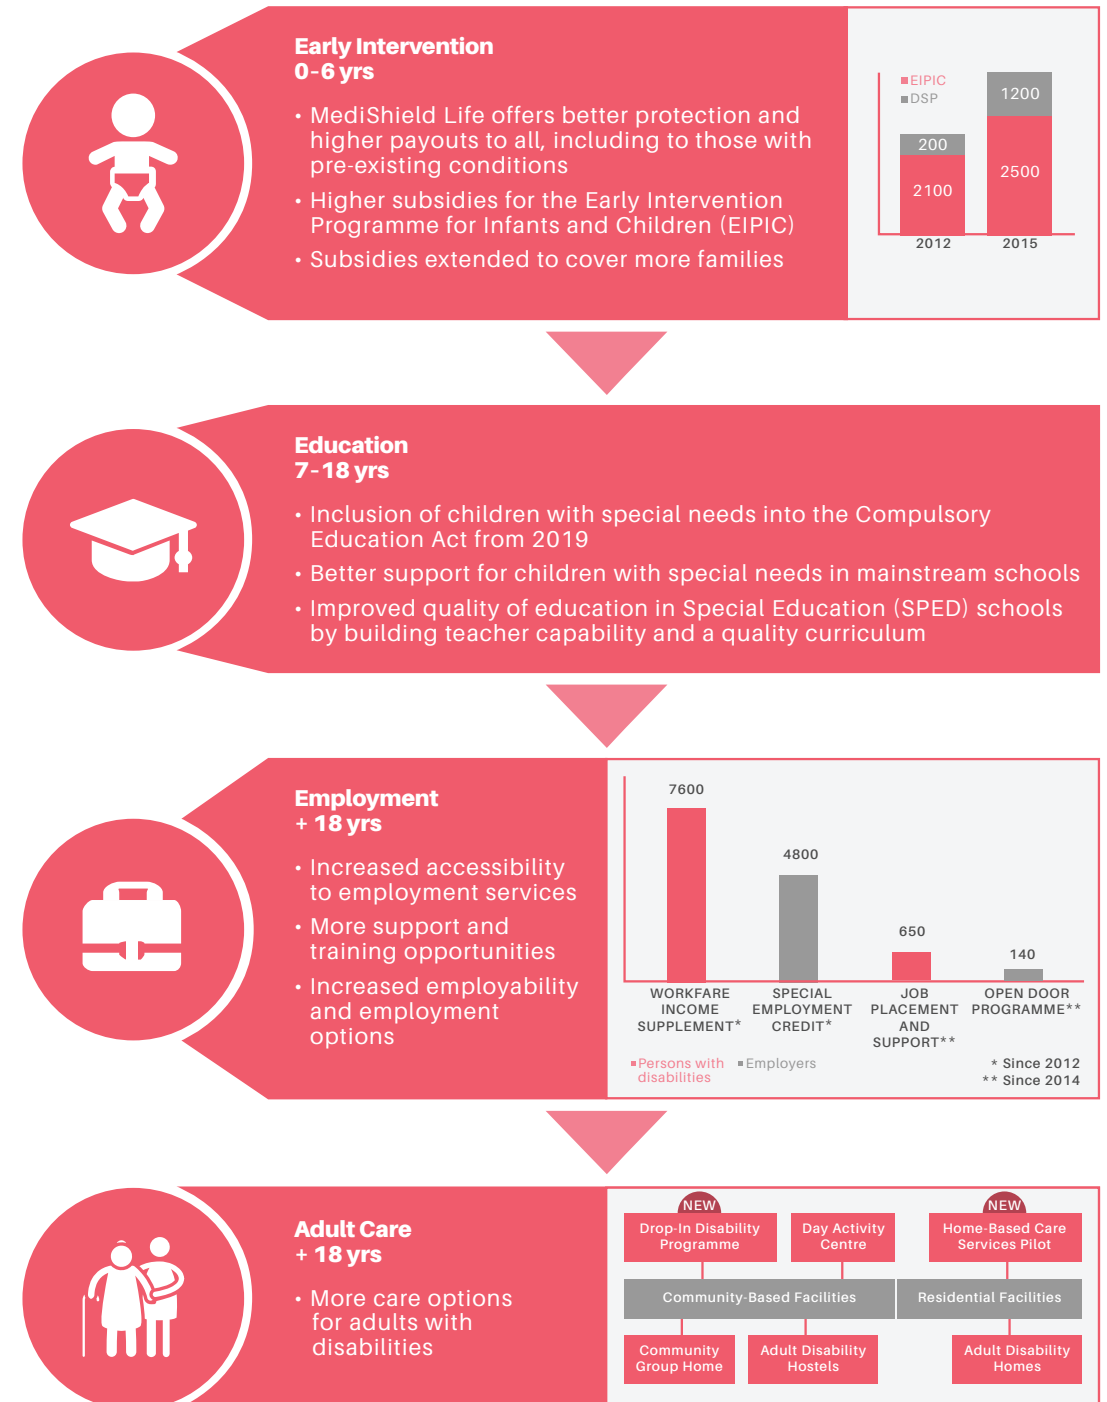 Early Intervention
0-6 yrs
• MediShield Life offers better protection and
higher payouts to all, including to those with
pre-existing conditions
• Higher subsidies for the Early Intervention
Programme for Infants and Children (EIPIC)
• Subsidies extended to cover more families
EIPIC
DSP
200
2100
1200
2500
2012
2015
Education
7-18 yrs
• Inclusion of children with special needs into the Compulsory
Education Act from 2019
• Better support for children with special needs in mainstream schools
• Improved quality of education in Special Education (SPED) schools
by building teacher capability and a quality curriculum
Employment
+ 18 yrs
• Increased accessibility
to employment services
• More support and
training opportunities
• Increased employability
and employment
options
7600
4800
650
140
WORKFARE
INCOME
SUPPLEMENT*
SPECIAL
EMPLOYMENT
CREDIT*
JOB
PLACEMENT
AND
SUPPORT**
OPEN DOOR
PROGRAMME**
Persons with
disabilities
Employers
* Since 2012
** Since 2014
Adult Care
+ 18 yrs
• More care options
for adults with
disabilities
NEW
Drop-In Disability
Programme
Day Activity
Centre
NEW
Home-Based Care
Services Pilot
Community-Based Facilities
Residential Facilities
Community
Group Home
Adult Disability
Hostels
Adult Disability
Homes